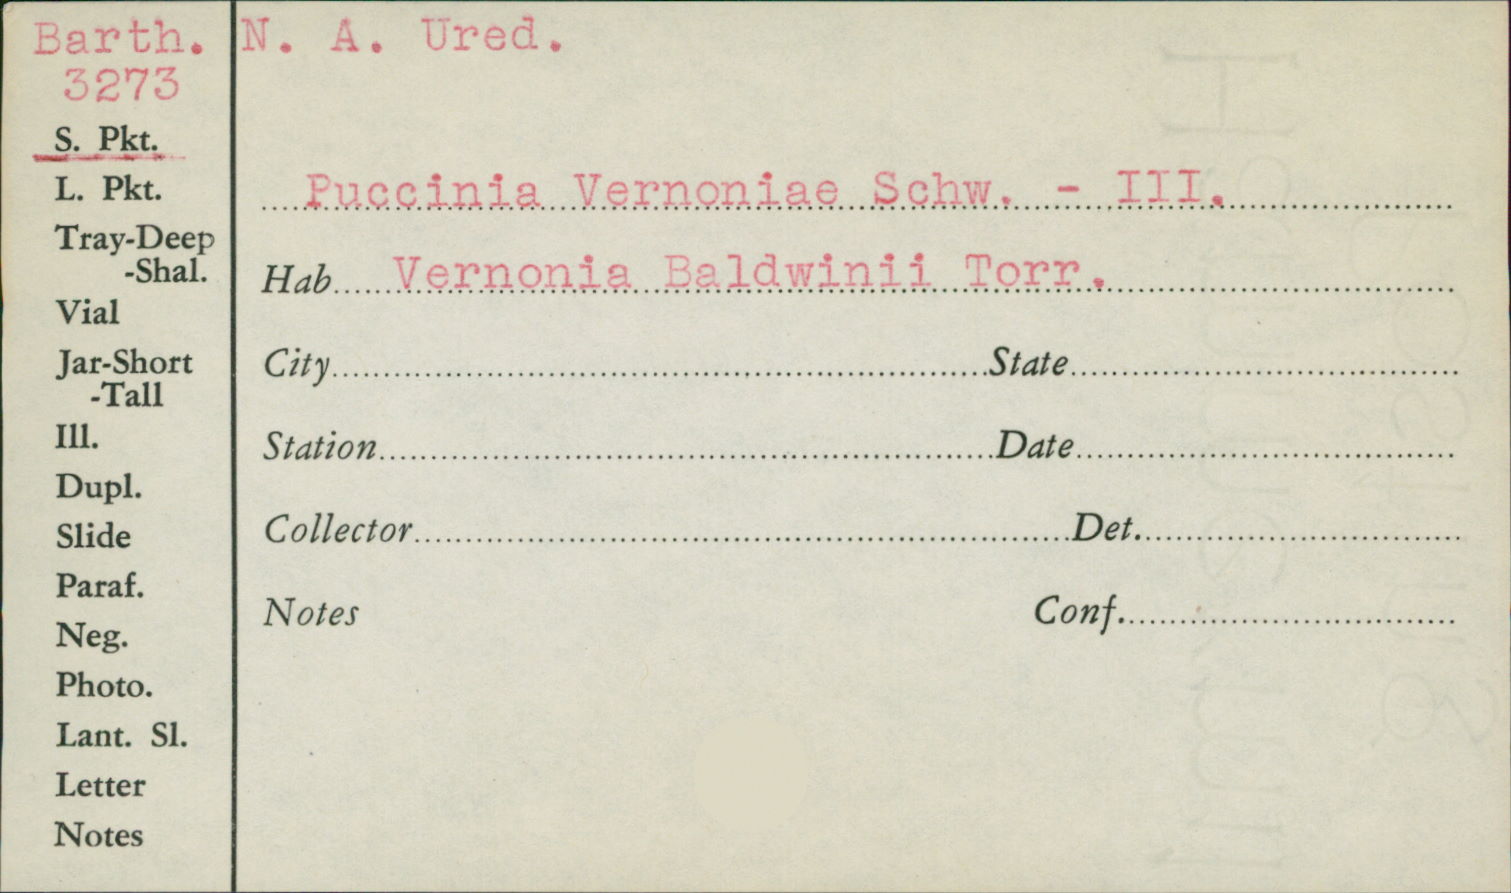 Barth. N. A. Ured.
3273
S. Pkt.
L. Pkt.
Tray-Deep
-Shal.
Vial
Jar-Short
-Tall
Ill.
Dupl.
Slide
Paraf.
Neg.
Photo.
Lant. Sl.
Letter
Notes
Puccinia Vernoniae Schw. - III.
Hab. Vernonia Baldwinii Torr.
City State
Station Date
Collector Det.
Notes Conf.